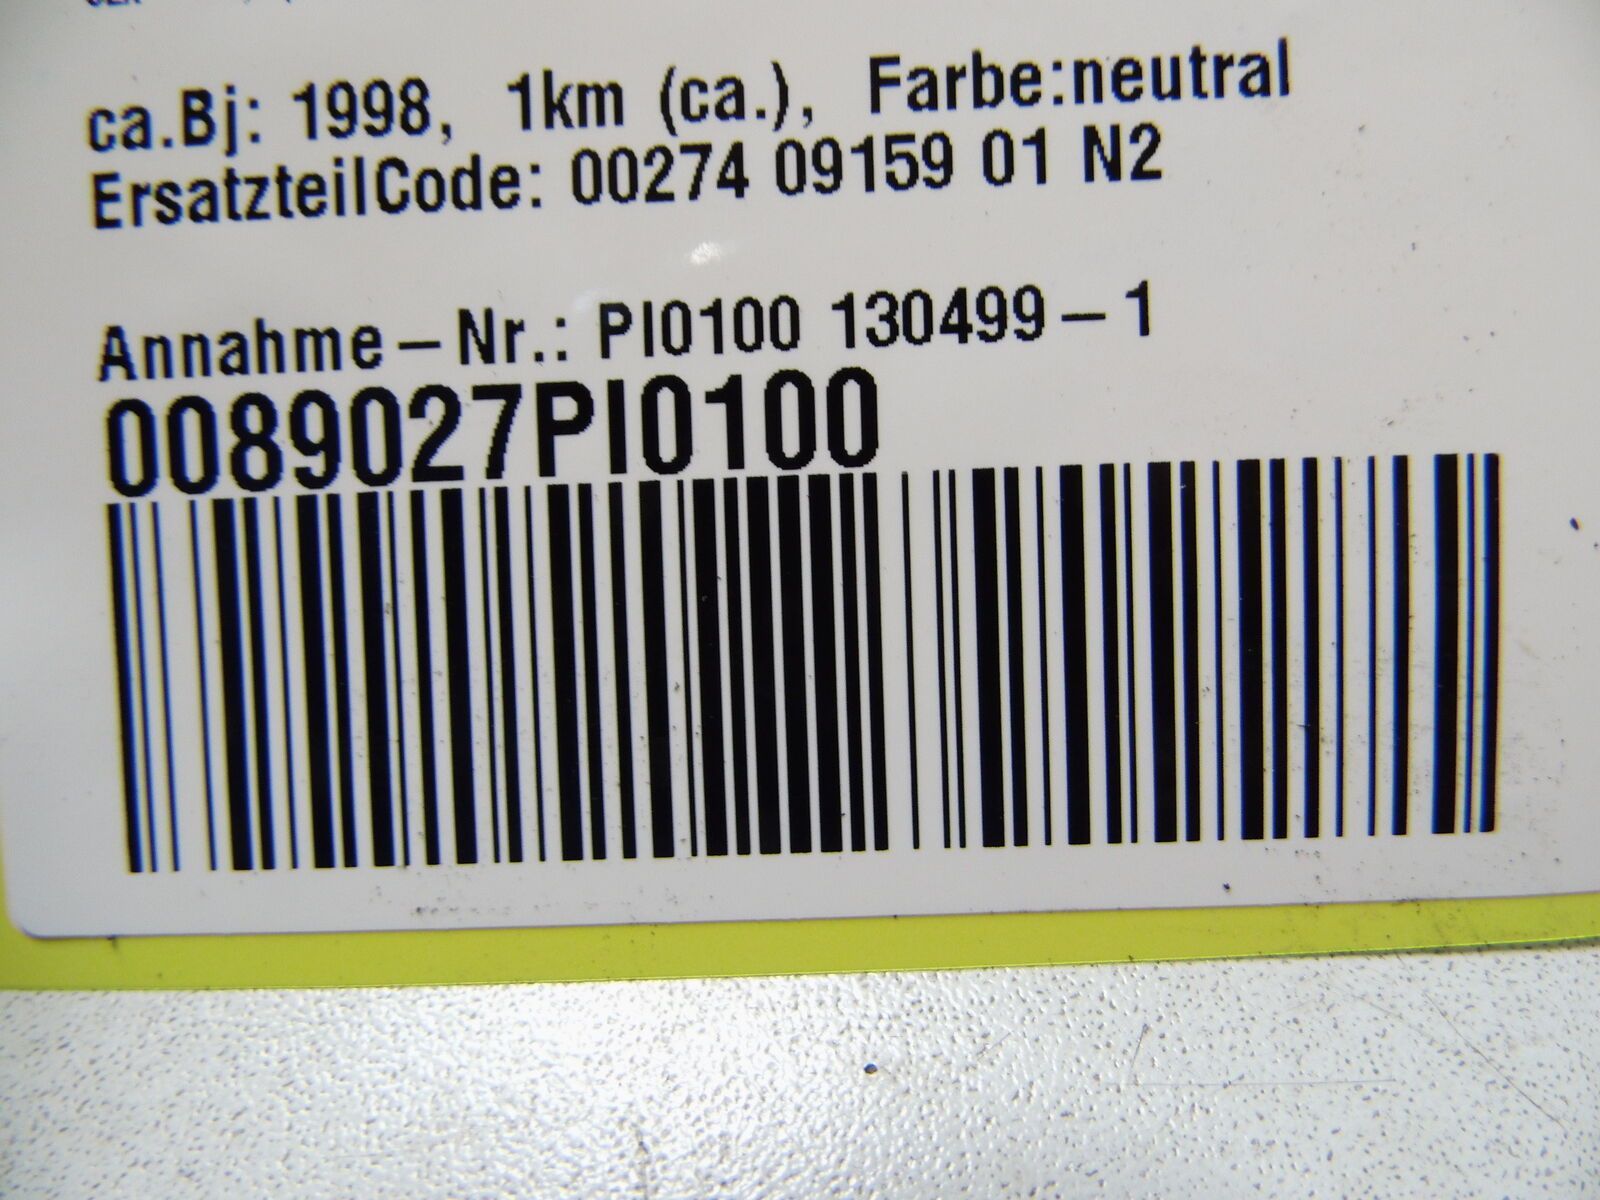 ca.Bj: 1998, 1km (ca.), Farbe:neutral
ErsatzteilCode: 00274 09159 01 N2
Annahme-Nr.: PI0100 130499-1
0089027PI0100